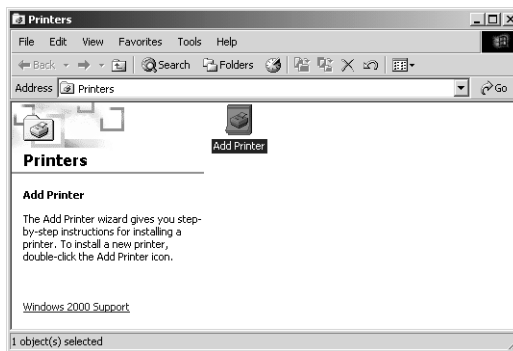 Printers
File Edit View Favorites Tools Help
Back Search Folders
Address Printers Go
Add Printer
Printers
Add Printer
The Add Printer wizard gives you step-
by-step instructions for installing a
printer. To install a new printer,
double-click the Add Printer icon.
Windows 2000 Support
1 object(s) selected